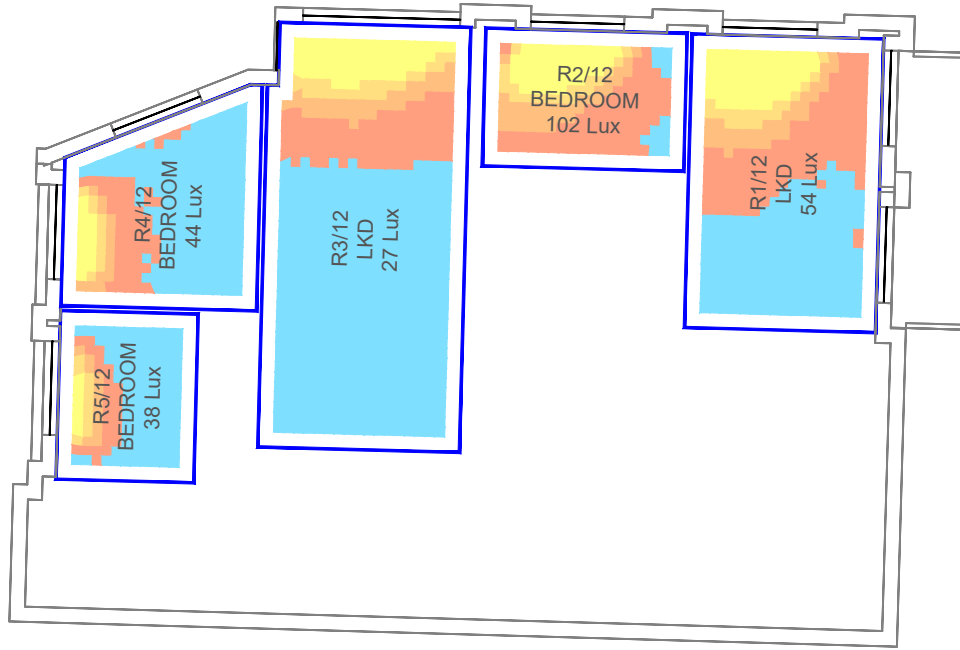 R2/12
BEDROOM
102 Lux
R1/12
LKD
54 Lux
R3/12
LKD
27 Lux
R4/12
BEDROOM
44 Lux
R5/12
BEDROOM
38 Lux